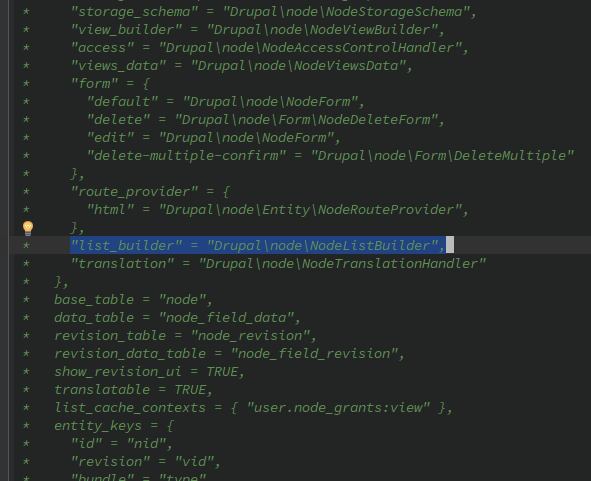 * "storage_schema" = "Drupal\node\NodeStorageSchema",
* "view_builder" = "Drupal\node\NodeViewBuilder",
* "access" = "Drupal\node\NodeAccessControlHandler",
* "views_data" = "Drupal\node\NodeViewsData",
* "form" = {
* "default" = "Drupal\node\NodeForm",
* "delete" = "Drupal\node\Form\NodeDeleteForm",
* "edit" = "Drupal\node\NodeForm",
* "delete-multiple-confirm" = "Drupal\node\Form\DeleteMultiple"
* },
* "route_provider" = {
* "html" = "Drupal\node\Entity\NodeRouteProvider",
* },
* "list_builder" = "Drupal\node\NodeListBuilder",
* "translation" = "Drupal\node\NodeTranslationHandler"
* },
* base_table = "node",
* data_table = "node_field_data",
* revision_table = "node_revision",
* revision_data_table = "node_field_revision",
* show_revision_ui = TRUE,
* translatable = TRUE,
* list_cache_contexts = { "user.node_grants:view" },
* entity_keys = {
* "id" = "nid",
* "revision" = "vid",
* "bundle" = "type"